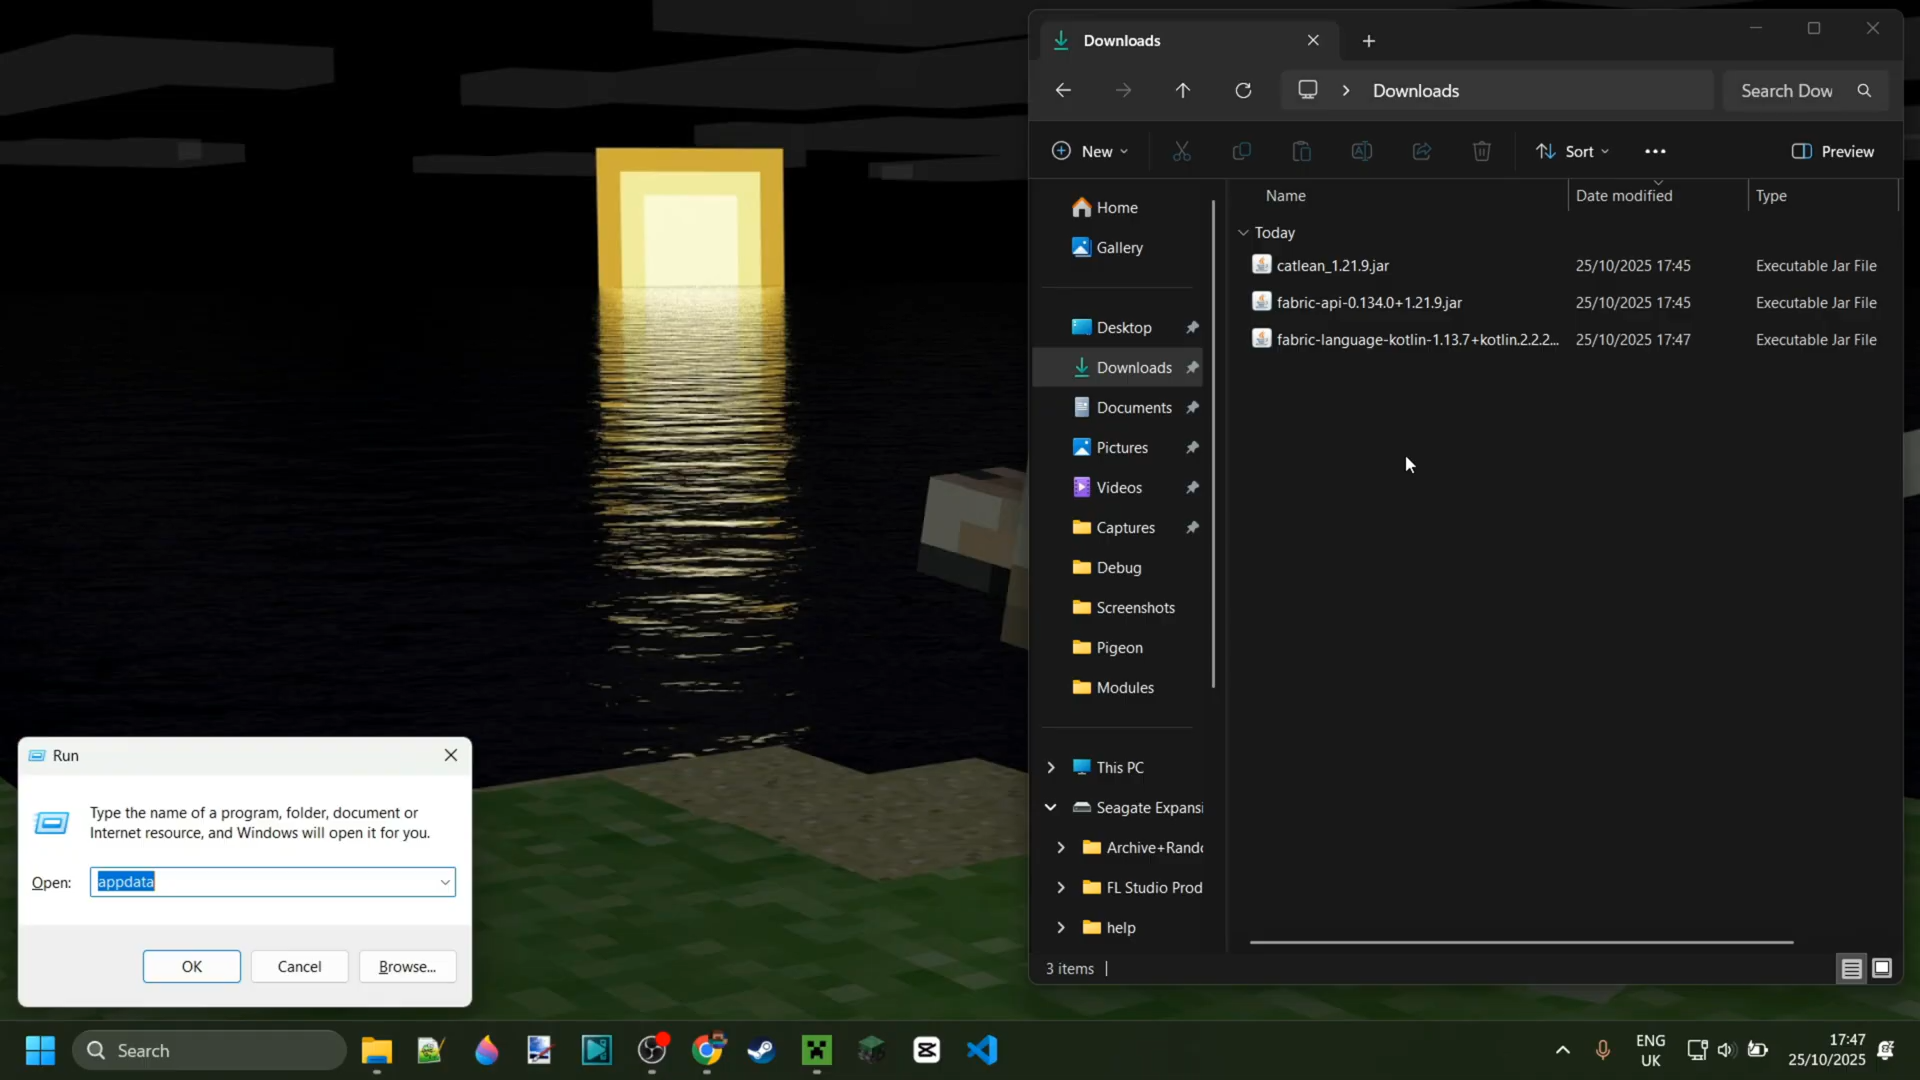 Downloads
Downloads
Search Dow
New
Sort
Preview
Home
Gallery
Desktop
Downloads
Documents
Pictures
Videos
Captures
Debug
Screenshots
Pigeon
Modules
This PC
Seagate Expansi
Archive+Rando
FL Studio Prod
help
Name
Date modified
Type
Today
catlean_1.21.9.jar 25/10/2025 17:45 Executable Jar File
fabric-api-0.134.0+1.21.9.jar 25/10/2025 17:45 Executable Jar File
fabric-language-kotlin-1.13.7+kotlin.2.2.2... 25/10/2025 17:47 Executable Jar File
3 items
Run
Type the name of a program, folder, document or
Internet resource, and Windows will open it for you.
Open: appdata
OK
Cancel
Browse...
Search
ENG
UK
17:47
25/10/2025